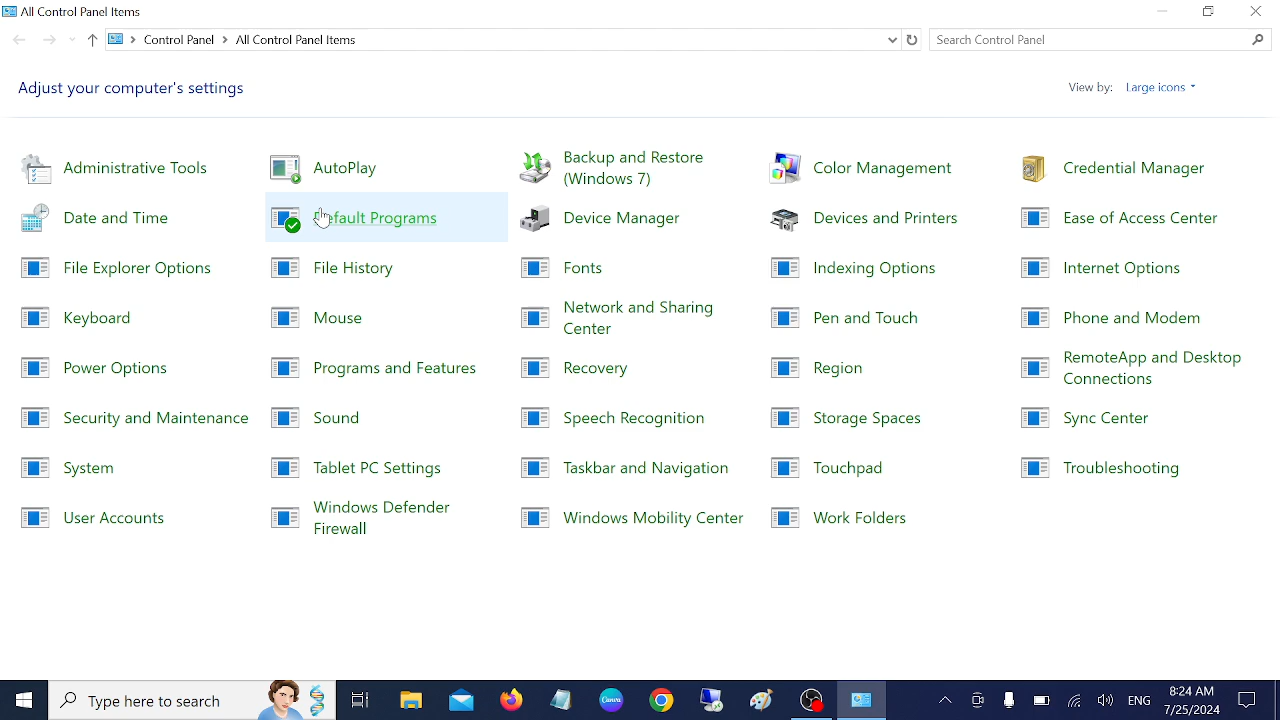 All Control Panel Items
Control Panel > All Control Panel Items
Search Control Panel
Adjust your computer's settings
View by: Large icons
Administrative Tools
AutoPlay
Backup and Restore
(Windows 7)
Color Management
Credential Manager
Date and Time
Default Programs
Device Manager
Devices and Printers
Ease of Access Center
File Explorer Options
File History
Fonts
Indexing Options
Internet Options
Keyboard
Mouse
Network and Sharing
Center
Pen and Touch
Phone and Modem
Power Options
Programs and Features
Recovery
Region
RemoteApp and Desktop
Connections
Security and Maintenance
Sound
Speech Recognition
Storage Spaces
Sync Center
System
Tablet PC Settings
Taskbar and Navigation
Touchpad
Troubleshooting
User Accounts
Windows Defender
Firewall
Windows Mobility Center
Work Folders
Type here to search
Canva
ENG
8:24 AM
7/25/2024